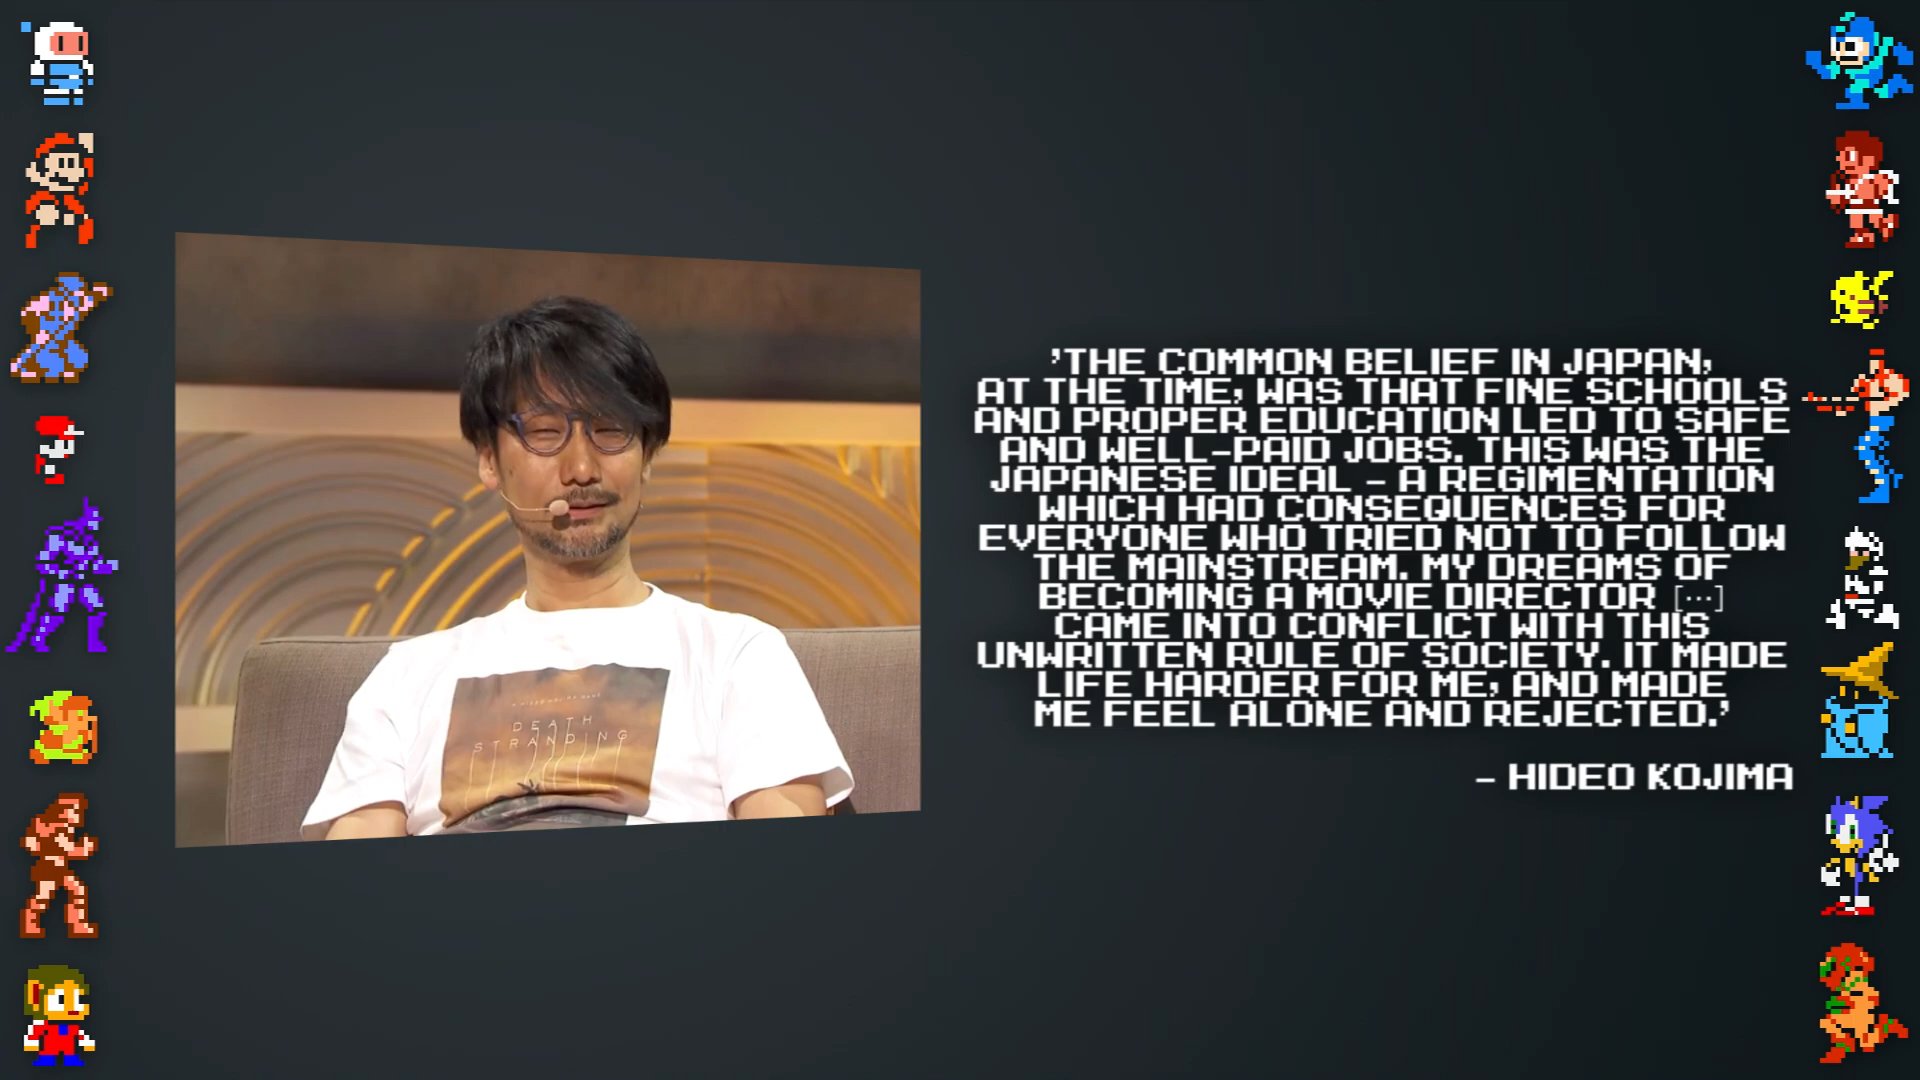 DEATH
STRANDING
'THE COMMON BELIEF IN JAPAN,
AT THE TIME, WAS THAT FINE SCHOOLS
AND PROPER EDUCATION LED TO SAFE
AND WELL-PAID JOBS. THIS WAS THE
JAPANESE IDEAL - A REGIMENTATION
WHICH HAD CONSEQUENCES FOR
EVERYONE WHO TRIED NOT TO FOLLOW
THE MAINSTREAM. MY DREAMS OF
BECOMING A MOVIE DIRECTOR [...]
CAME INTO CONFLICT WITH THIS
UNWRITTEN RULE OF SOCIETY. IT MADE
LIFE HARDER FOR ME, AND MADE
ME FEEL ALONE AND REJECTED.'
- HIDEO KOJIMA